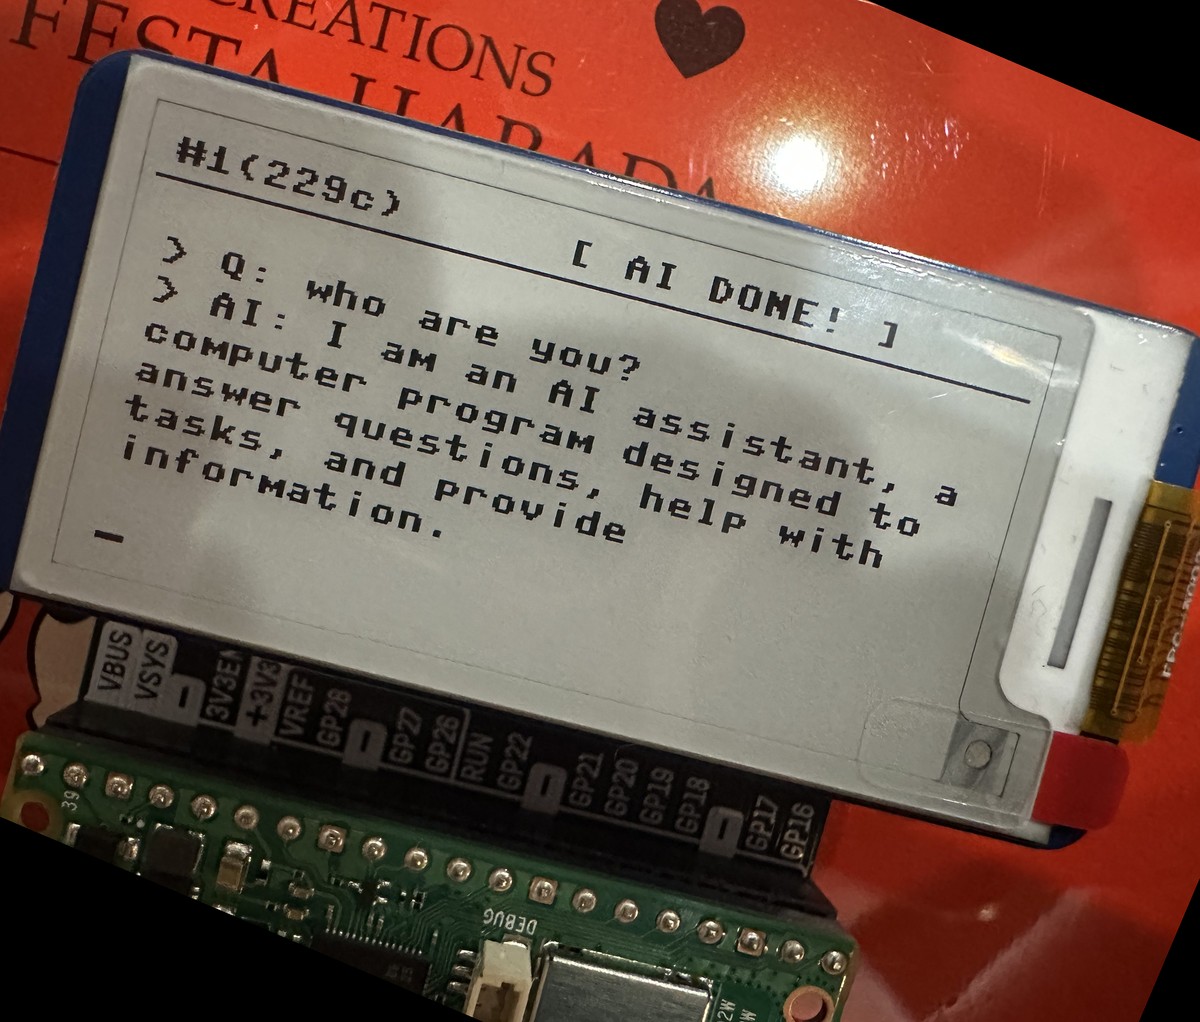 CREATIONS
FESTA HARADA
#1(229c)
[ AI DONE! ]
> Q: who are you?
> AI: I am an AI assistant, a
computer program designed to
answer questions, help with
tasks, and provide
information.
_
VBUS
VSYS
3V3EN
+3V3
VREF
GP28
GP27
GP26
RUN
GP22
GP21
GP20
GP19
GP18
GP17
GP16
39
DEBUG